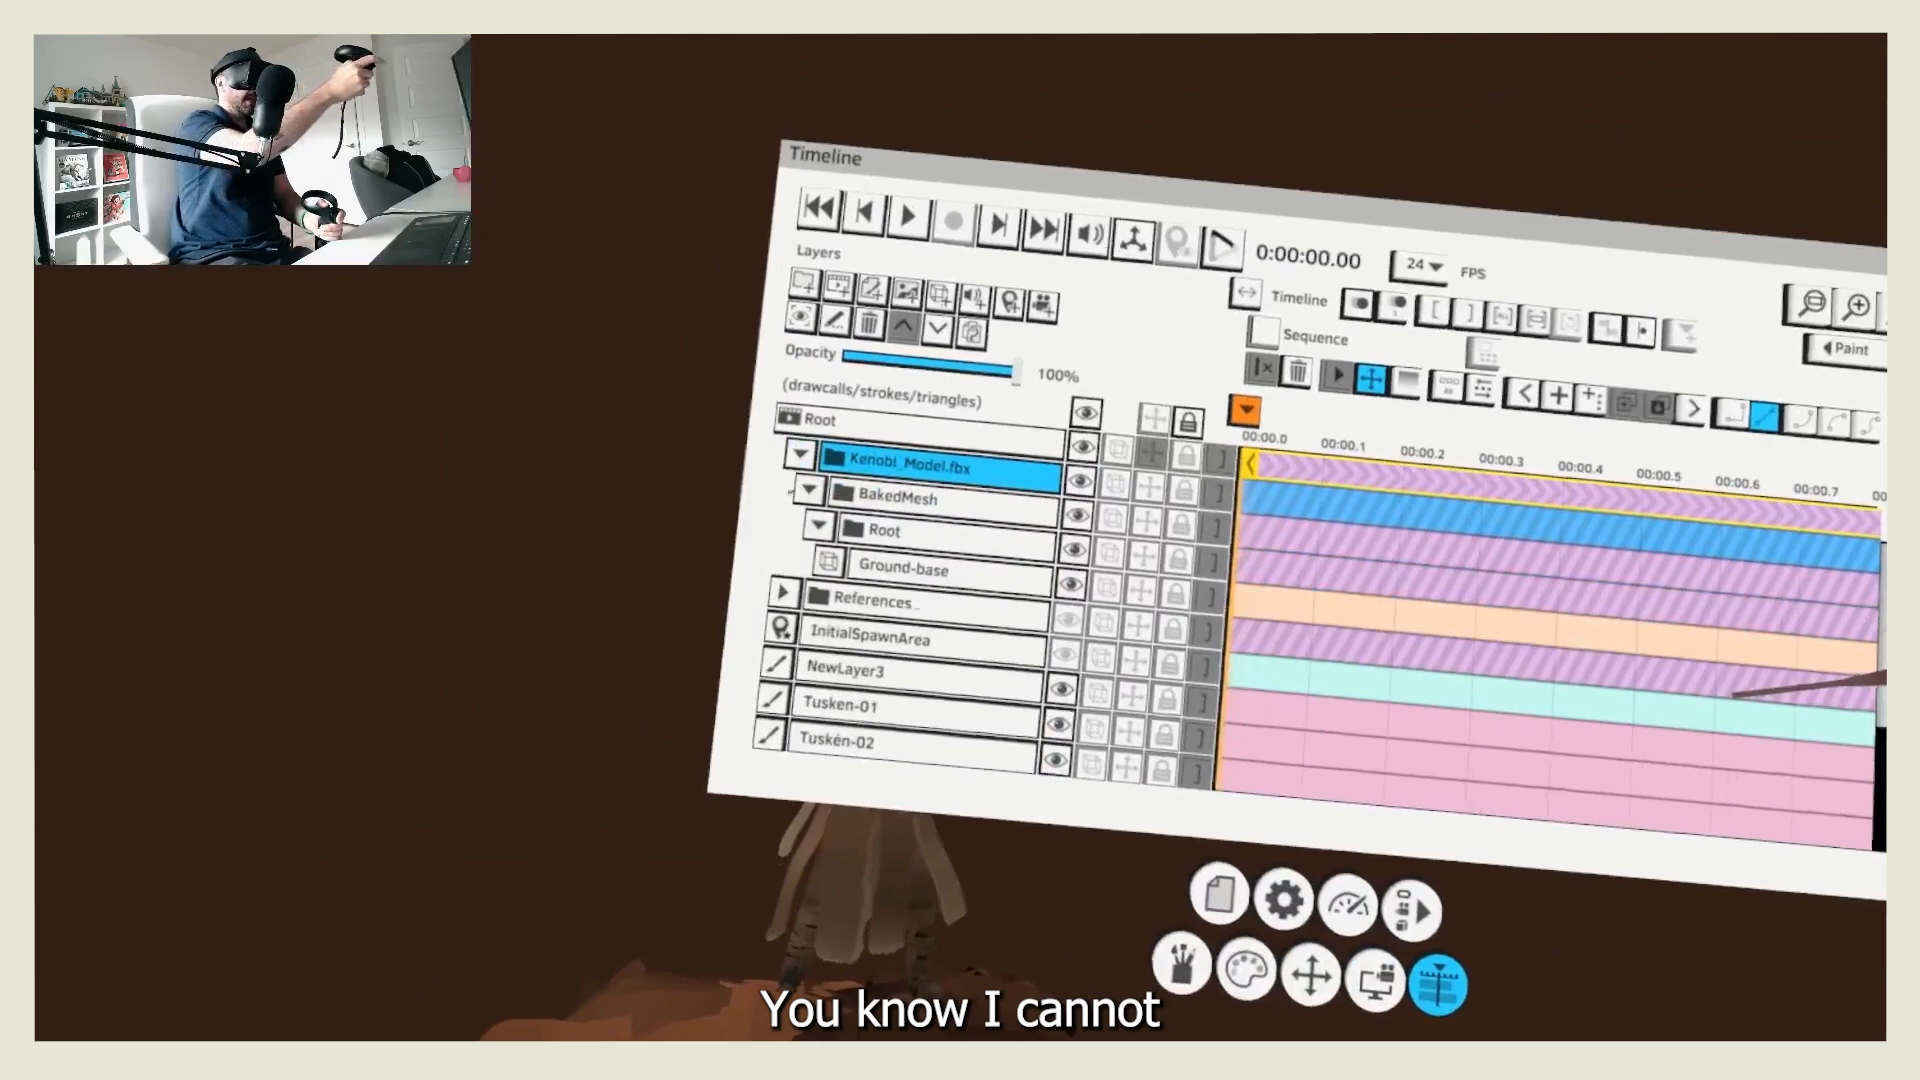 Timeline
0:00:00.00
24
FPS
Layers
Timeline
Sequence
Paint
Opacity
100%
(drawcalls/strokes/triangles)
00:00.0 00:00.1 00:00.2 00:00.3 00:00.4 00:00.5 00:00.6 00:00.7 00
Root
Kenobi_Model.fbx
BakedMesh
Root
Ground-base
References_
InitialSpawnArea
NewLayer3
Tusken-01
Tusken-02
You know I cannot